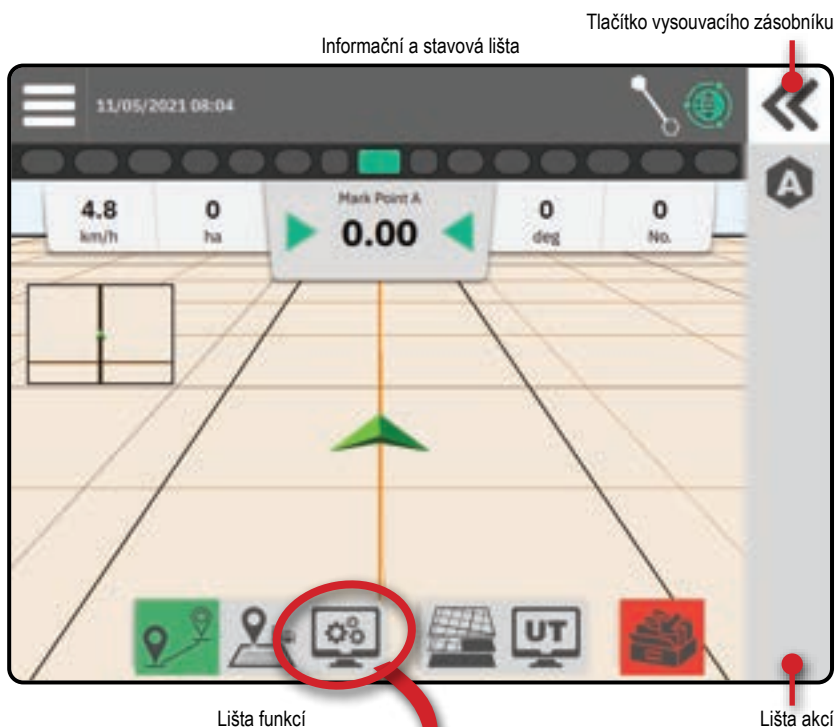 Tlačítko vysouvacího zásobníku
Informační a stavová lišta
11/05/2021 08:04
A
4.8
km/h
0
ha
Mark Point A
0.00
0
deg
0
No.
UT
Lišta funkcí
Lišta akcí